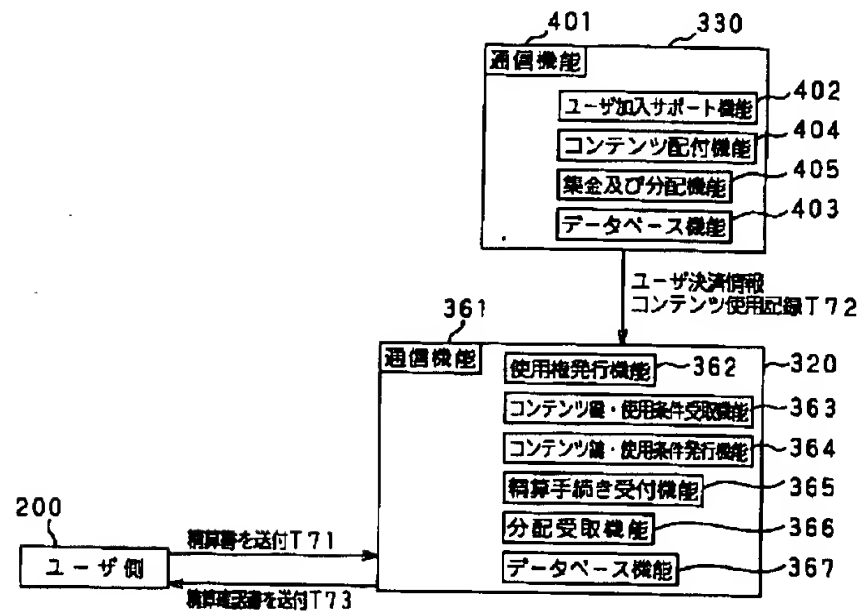 401
330
通信機能
402
ユーザ加入サポート機能
404
コンテンツ配付機能
405
集金及び分配機能
403
データベース機能
ユーザ決済情報
コンテンツ使用記録T72
361
通信機能
320
使用権発行機能
362
コンテンツ鍵・使用条件受取機能
363
コンテンツ鍵・使用条件発行機能
364
精算手続き受付機能
365
分配受取機能
366
データベース機能
367
200
ユーザ側
精算書を送付T71
精算確認書を送付T73